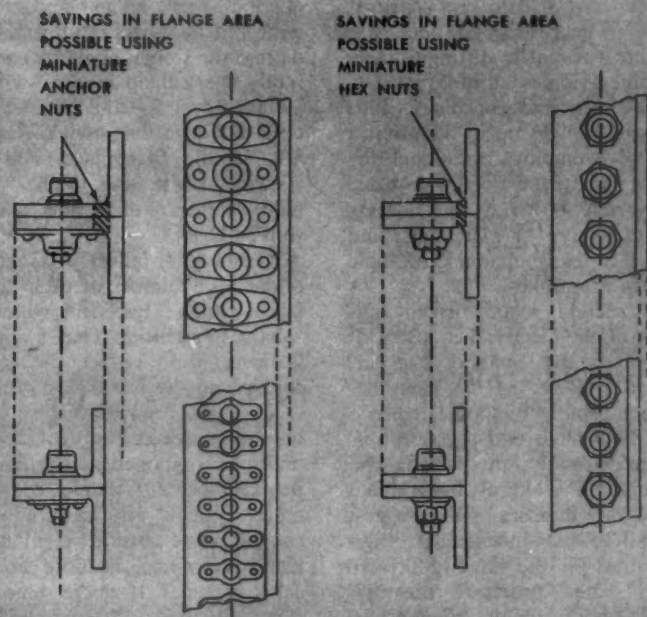 SAVINGS IN FLANGE AREA
POSSIBLE USING
MINIATURE
ANCHOR
NUTS
SAVINGS IN FLANGE AREA
POSSIBLE USING
MINIATURE
HEX NUTS